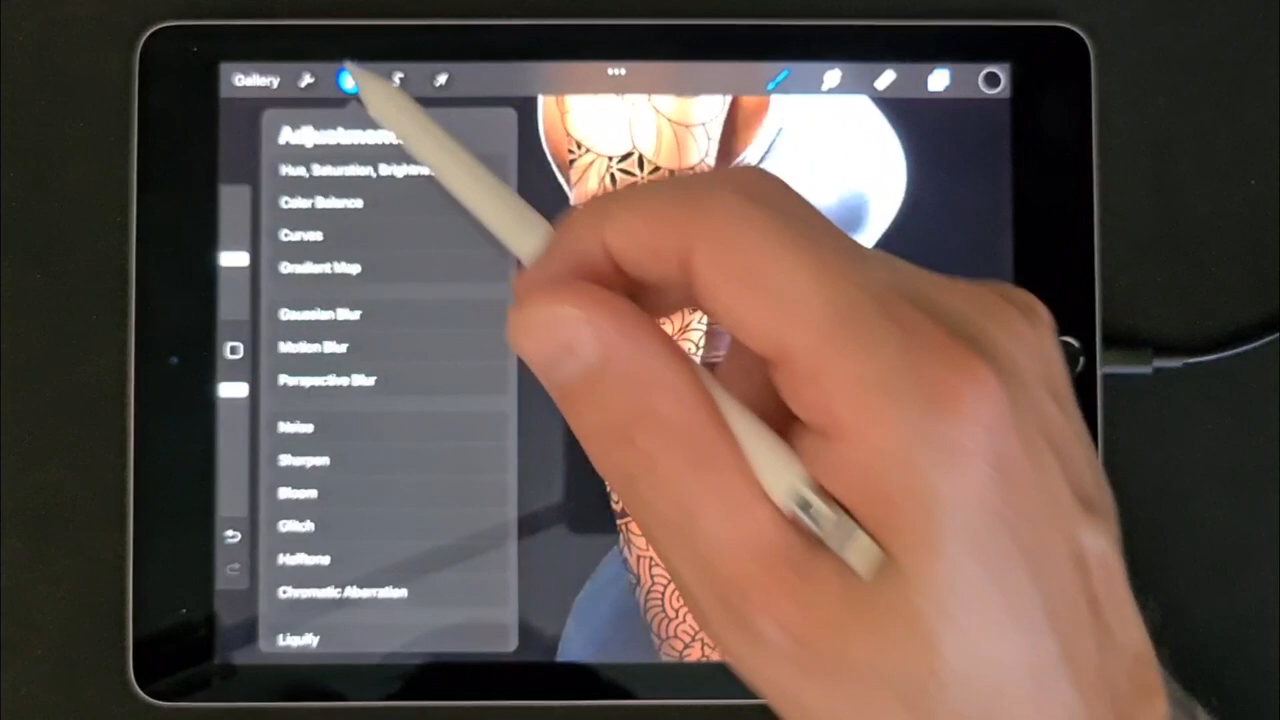 Gallery
Adjustments
Hue, Saturation, Brightne
Color Balance
Curves
Gradient Map
Gaussian Blur
Motion Blur
Perspective Blur
Noise
Sharpen
Bloom
Glitch
Halftone
Chromatic Aberration
Liquify